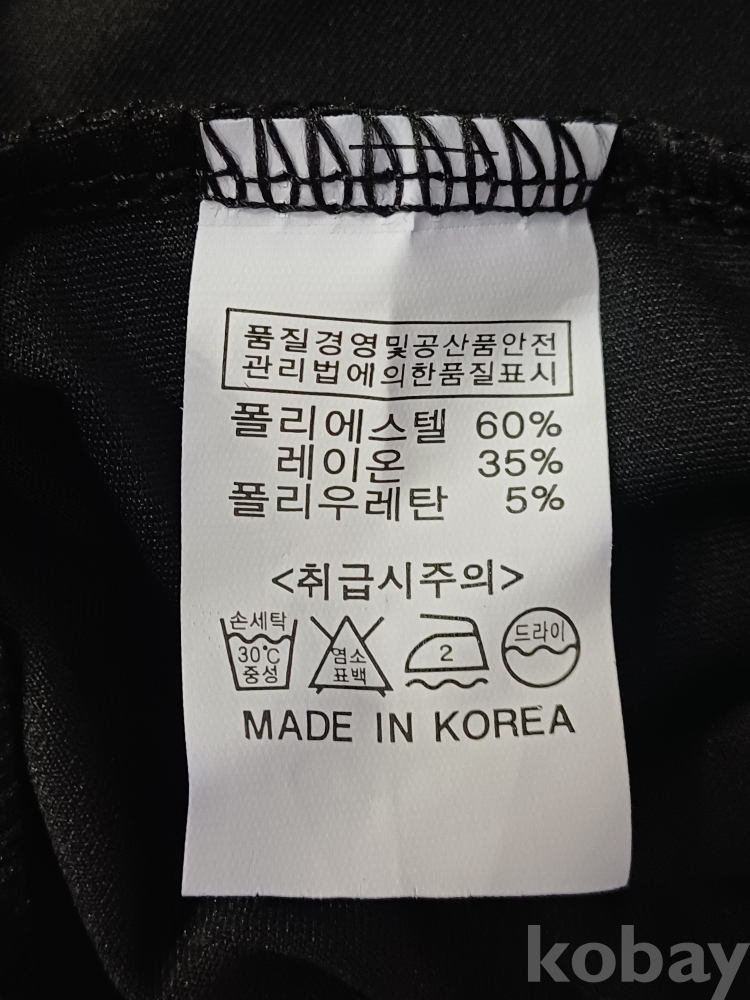 품질경영및공산품안전
관리법에의한품질표시
폴리에스텔 60%
레이온 35%
폴리우레탄 5%
<취급시주의>
손세탁
30℃
중성
염소
표백
2
드라이
MADE IN KOREA
kobay